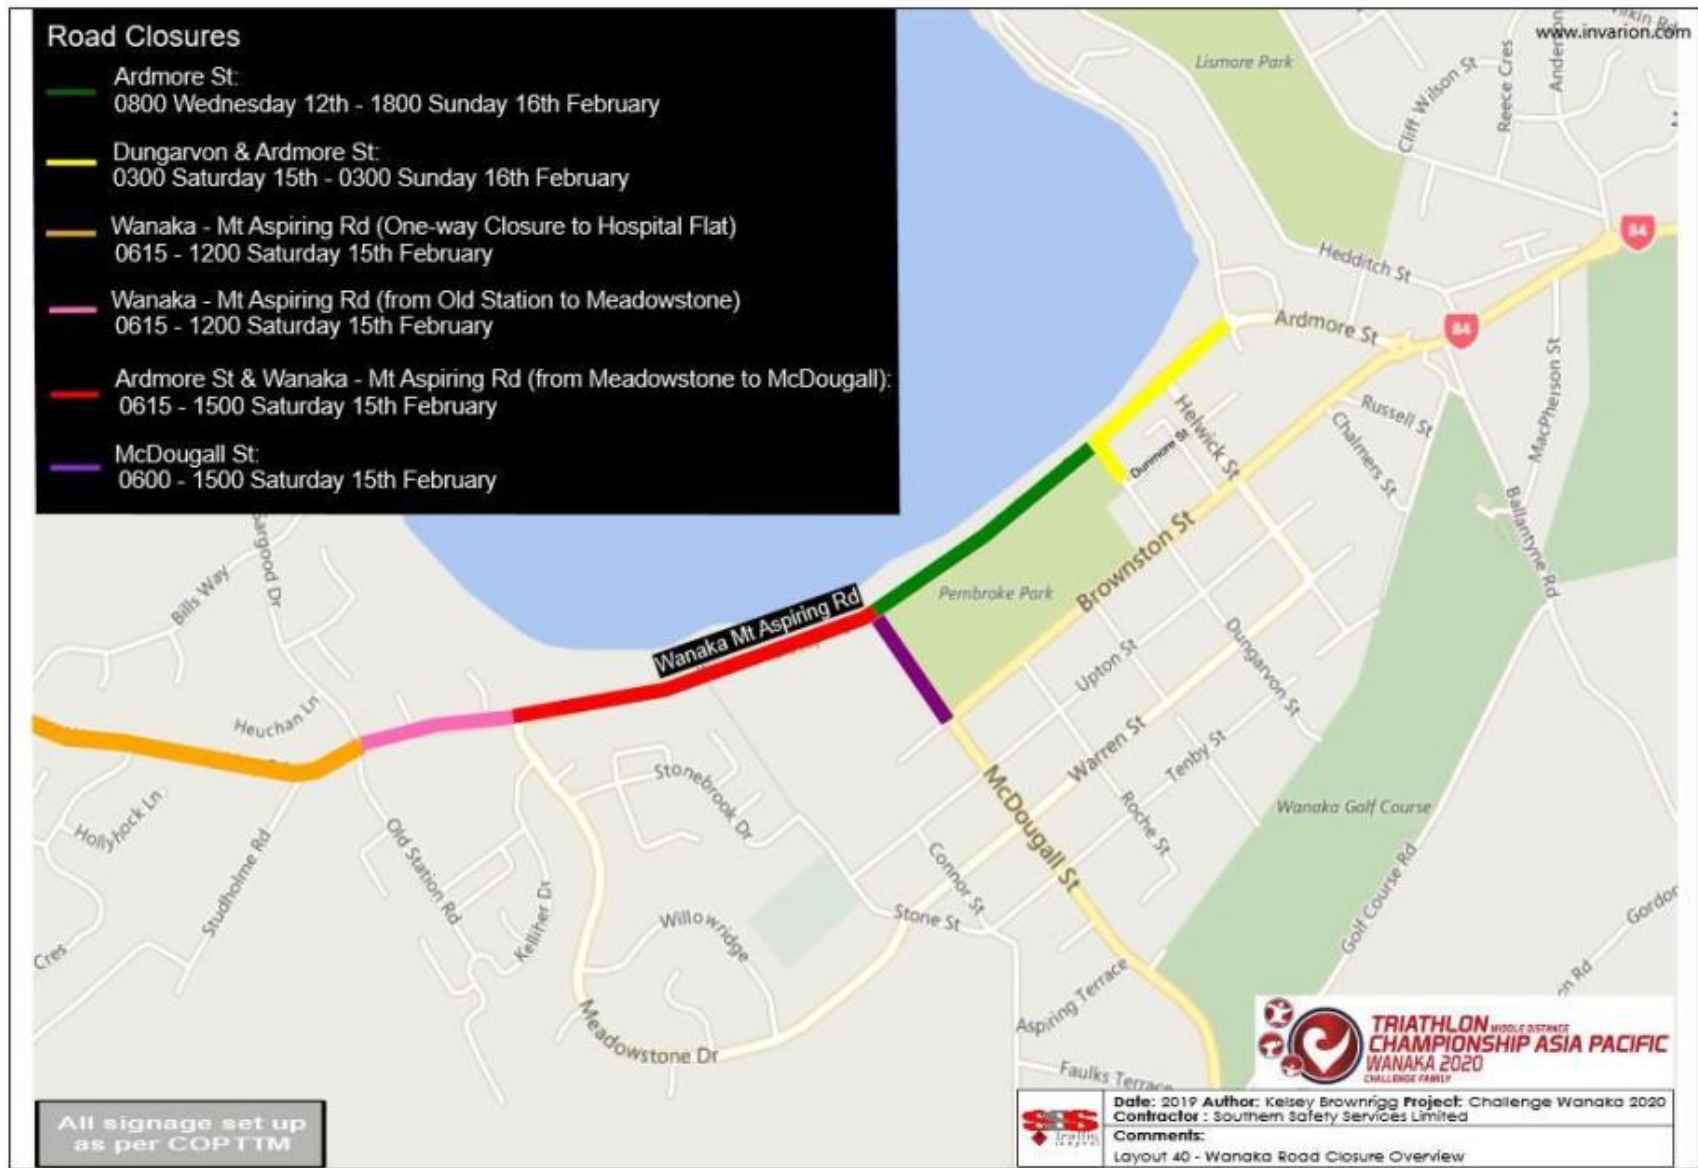 Road Closures
Ardmore St:
0800 Wednesday 12th - 1800 Sunday 16th February
Dungarvon & Ardmore St:
0300 Saturday 15th - 0300 Sunday 16th February
Wanaka - Mt Aspiring Rd (One-way Closure to Hospital Flat)
0615 - 1200 Saturday 15th February
Wanaka - Mt Aspiring Rd (from Old Station to Meadowstone)
0615 - 1200 Saturday 15th February
Ardmore St & Wanaka - Mt Aspiring Rd (from Meadowstone to McDougall):
0615 - 1500 Saturday 15th February
McDougall St:
0600 - 1500 Saturday 15th February
www.invarion.com
Lismore Park
Cliff Wilson St
Reece Cres
84
Hedditch St
84
Ardmore St
MacPherson St
Russell St
Chalmers St
Helwick St
Dunmore St
Ballantyne Rd
Brownston St
Pembroke Park
Wanaka Mt Aspiring Rd
Bills Way
Sargood Dr
Dungarvon St
Upton St
Heuchan Ln
Warren St
Tenby St
Stonebrook Dr
McDougall St
Roche St
Wanaka Golf Course
Hollyhock Ln
Studholme Rd
Old Station Rd
Kelliher Dr
Connor St
Willowridge
Stone St
Golf Course Rd
Gordon
Cres
Aspiring Terrace
Meadowstone Dr
Faulks Terrace
TRIATHLON MIDDLE DISTANCE
CHAMPIONSHIP ASIA PACIFIC
WANAKA 2020
CHALLENGE FAMILY
All signage set up
as per COPTTM
SSS
Date: 2019 Author: Kelsey Brownrigg Project: Challenge Wanaka 2020
Contractor : Southern Safety Services Limited
Comments:
Layout 40 - Wanaka Road Closure Overview